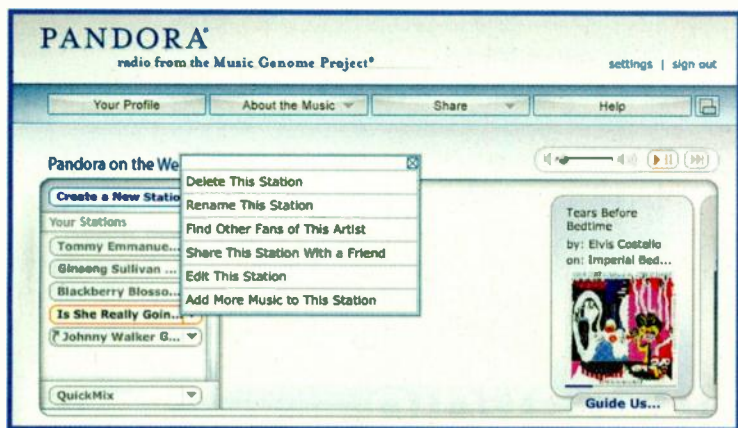 PANDORA®
radio from the Music Genome Project®
settings | sign out
Your Profile
About the Music
Share
Help
Pandora on the We
Create a New Statio
Your Stations
Tommy Emmanue...
Ginseng Sullivan ...
Blackberry Blosso...
Is She Really Goin...
Johnny Walker G...
QuickMix
Delete This Station
Rename This Station
Find Other Fans of This Artist
Share This Station With a Friend
Edit This Station
Add More Music to This Station
Tears Before
Bedtime
by: Elvis Costello
on: Imperial Bed...
Guide Us...